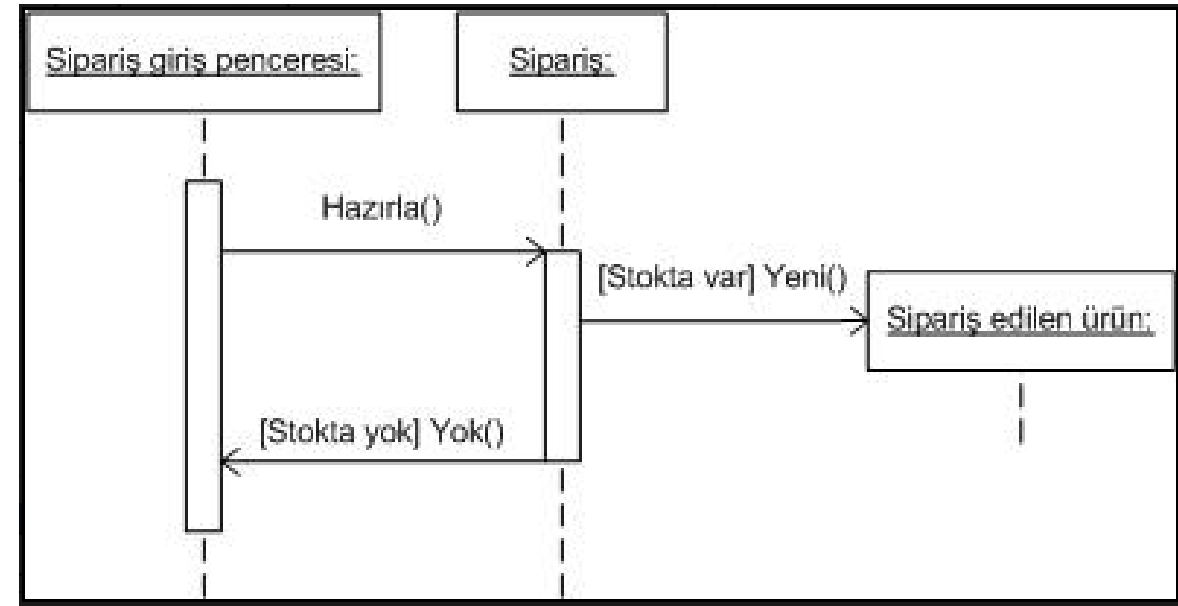 Sipariş giriş penceresi:
Sipariş:
Hazırla()
[Stokta var] Yeni()
Sipariş edilen ürün:
[Stokta yok] Yok()